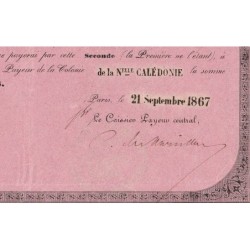 payerez par cette Seconde (la Première ne l'étant), à
Payeur de la Colonie de la Nlle CALÉDONIE la somme
Paris, le 21 Septembre 1867
Le Caissier Payeur central,